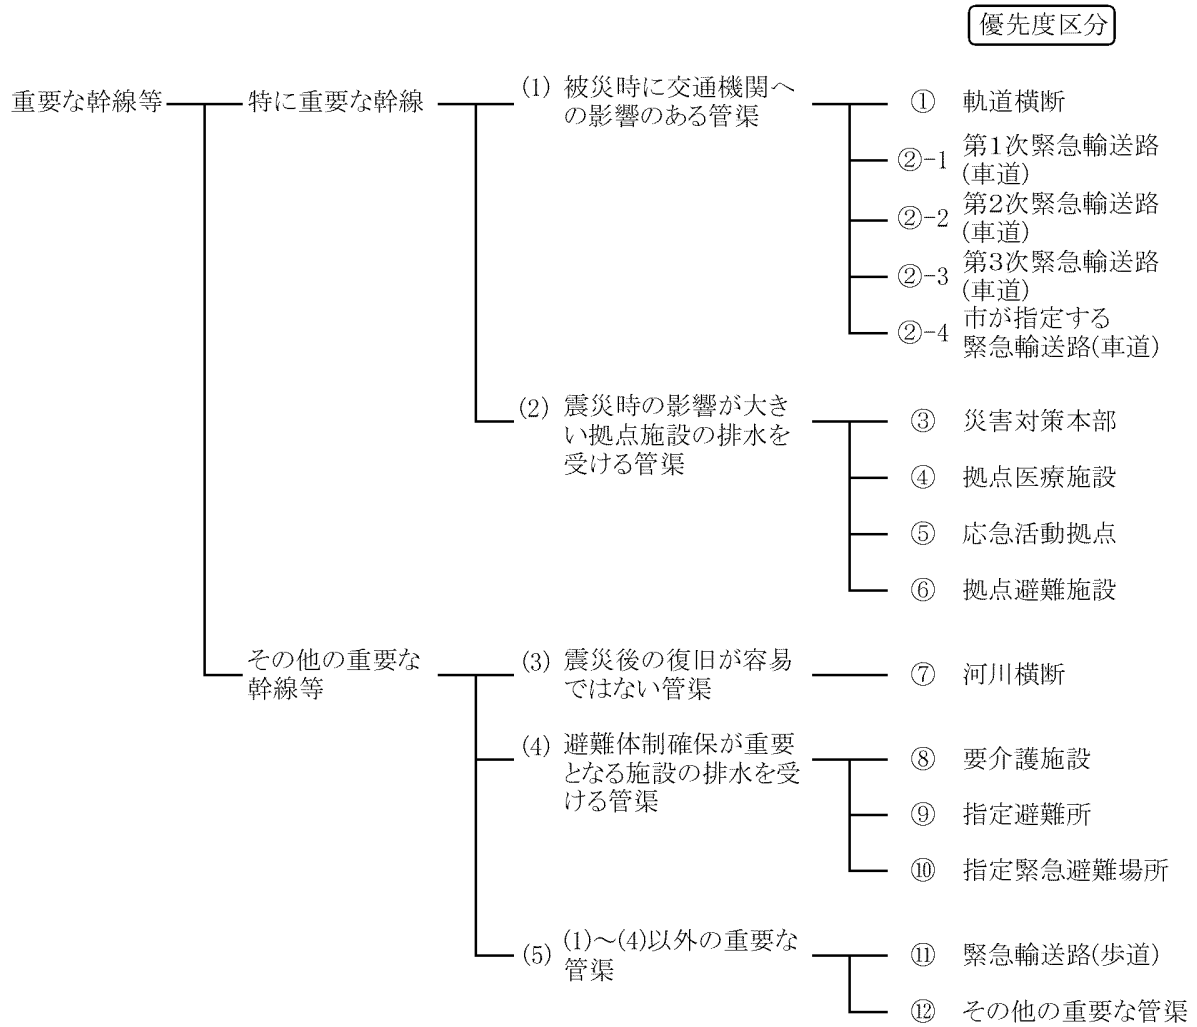 優先度区分
重要な幹線等
特に重要な幹線
(1) 被災時に交通機関へ
の影響のある管渠
① 軌道横断
②-1 第1次緊急輸送路
(車道)
②-2 第2次緊急輸送路
(車道)
②-3 第3次緊急輸送路
(車道)
②-4 市が指定する
緊急輸送路(車道)
(2) 震災時の影響が大き
い拠点施設の排水を
受ける管渠
③ 災害対策本部
④ 拠点医療施設
⑤ 応急活動拠点
⑥ 拠点避難施設
その他の重要な
幹線等
(3) 震災後の復旧が容易
ではない管渠
⑦ 河川横断
(4) 避難体制確保が重要
となる施設の排水を受
ける管渠
⑧ 要介護施設
⑨ 指定避難所
⑩ 指定緊急避難場所
(5) (1)～(4)以外の重要な
管渠
⑪ 緊急輸送路(歩道)
⑫ その他の重要な管渠